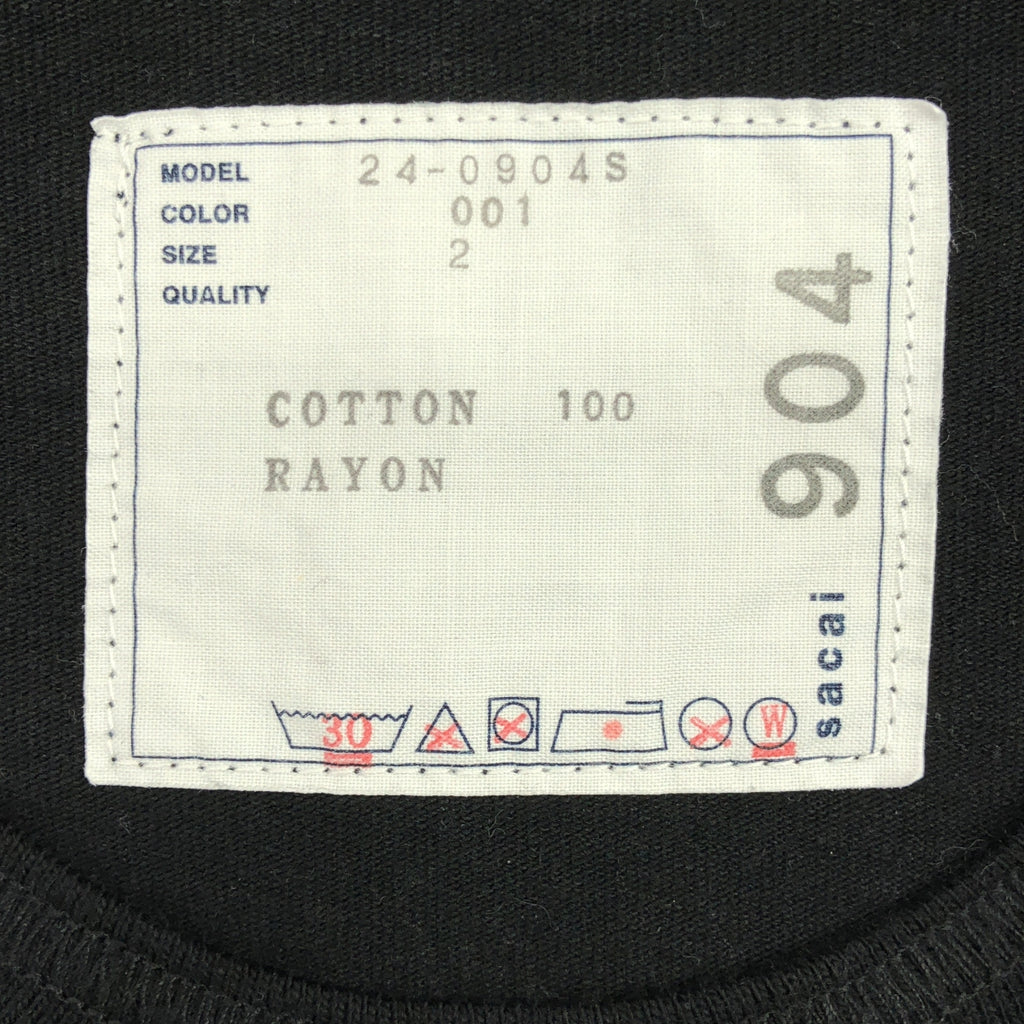 MODEL 24-0904S
COLOR 001
SIZE 2
QUALITY
COTTON 100
RAYON
904
sacai
30
W